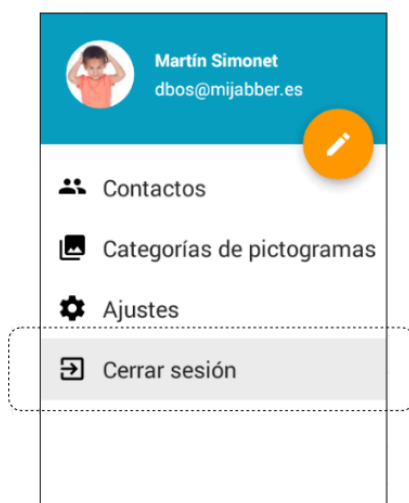 Martín Simonet
dbos@mijabber.es
Contactos
Categorías de pictogramas
Ajustes
Cerrar sesión